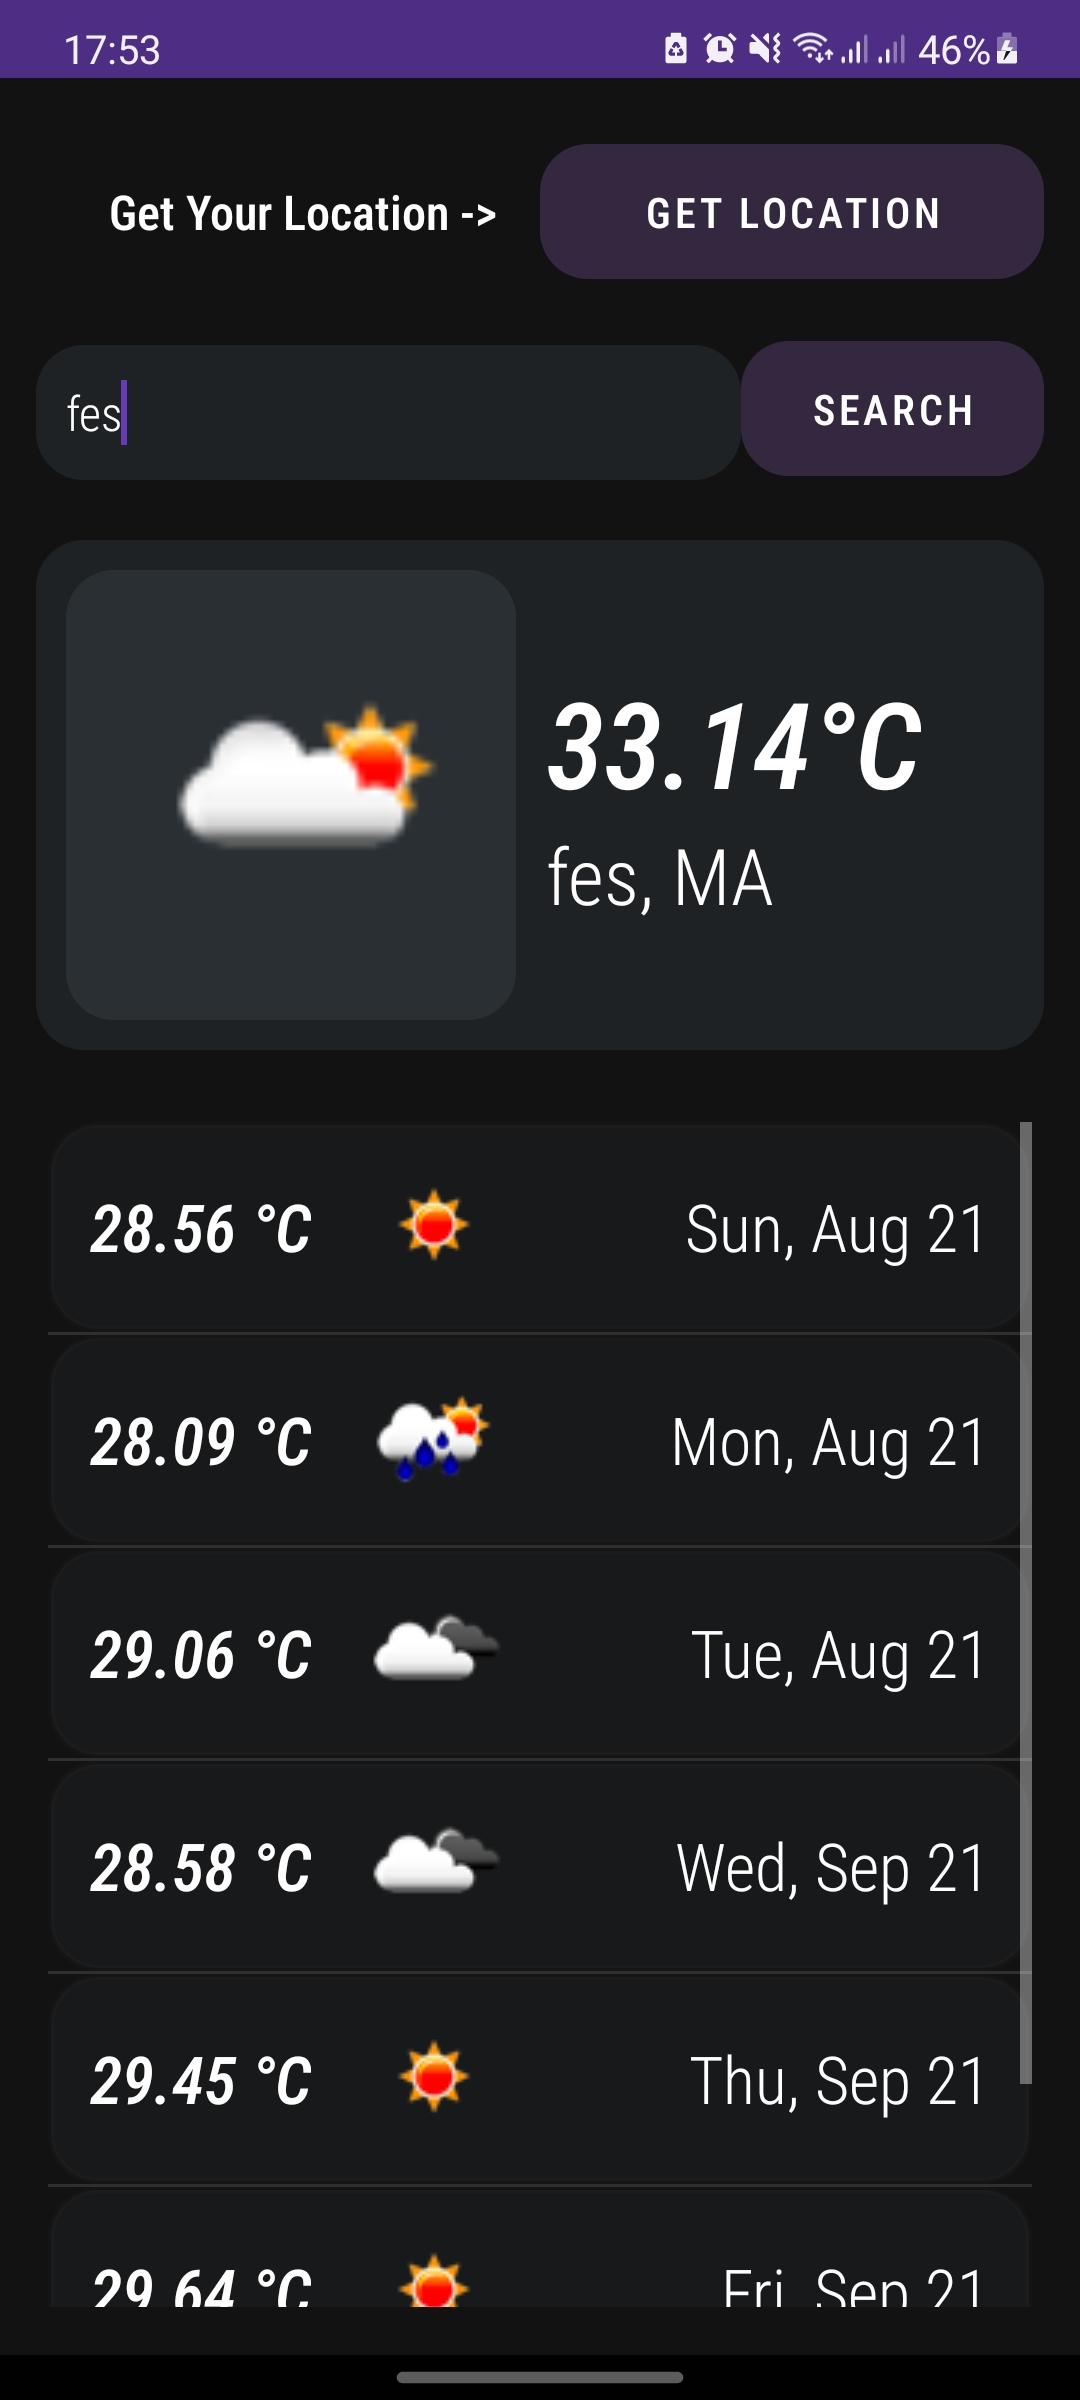 17:53
46%
Get Your Location ->
GET LOCATION
fes
SEARCH
33.14°C
fes, MA
28.56 °C
Sun, Aug 21
28.09 °C
Mon, Aug 21
29.06 °C
Tue, Aug 21
28.58 °C
Wed, Sep 21
29.45 °C
Thu, Sep 21
29.64 °C
Fri, Sep 21